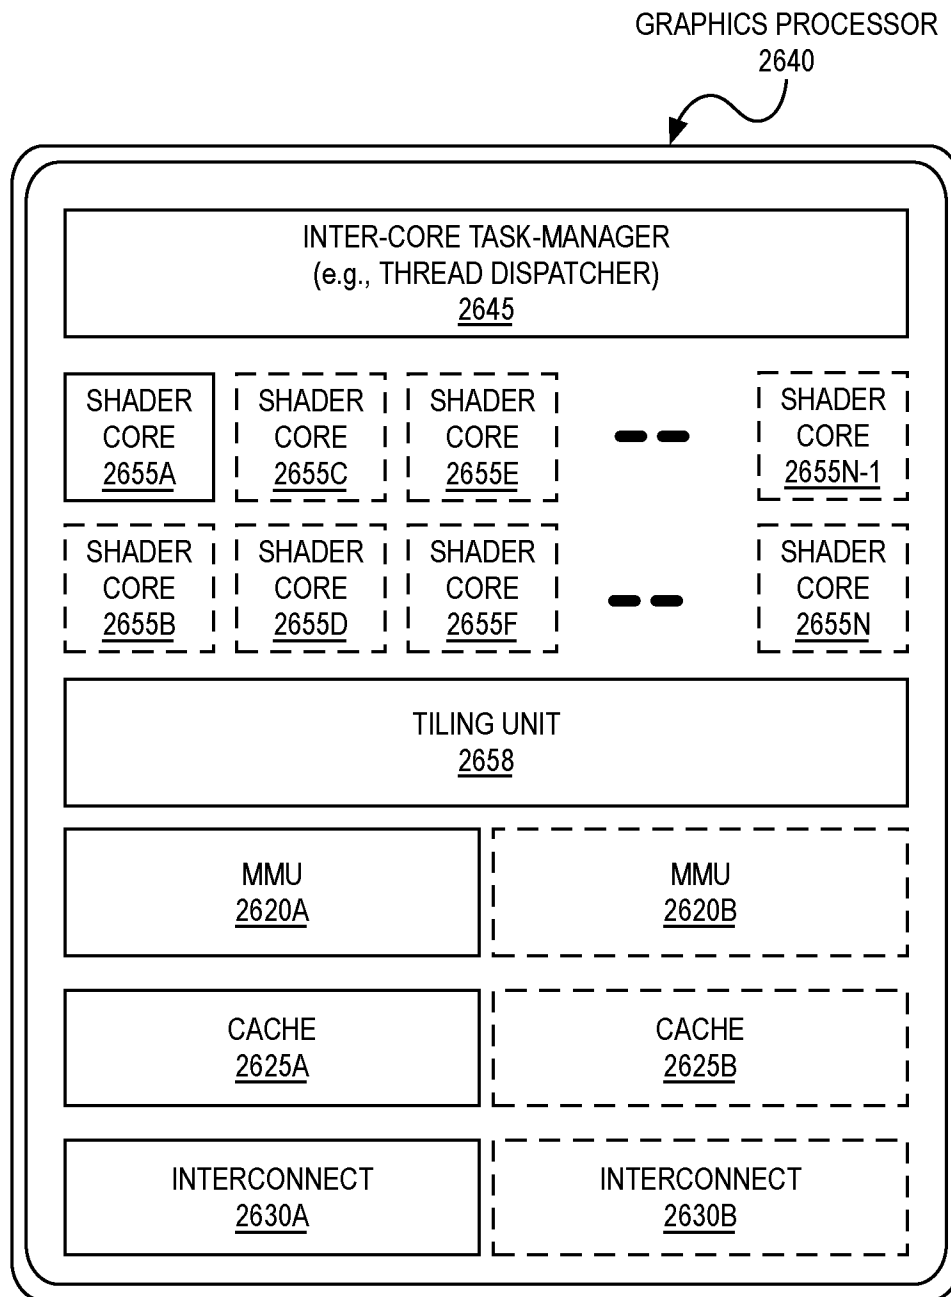 GRAPHICS PROCESSOR
2640
INTER-CORE TASK-MANAGER
(e.g., THREAD DISPATCHER)
2645
SHADER
CORE
2655A
SHADER
CORE
2655C
SHADER
CORE
2655E
SHADER
CORE
2655N-1
SHADER
CORE
2655B
SHADER
CORE
2655D
SHADER
CORE
2655F
SHADER
CORE
2655N
TILING UNIT
2658
MMU
2620A
MMU
2620B
CACHE
2625A
CACHE
2625B
INTERCONNECT
2630A
INTERCONNECT
2630B